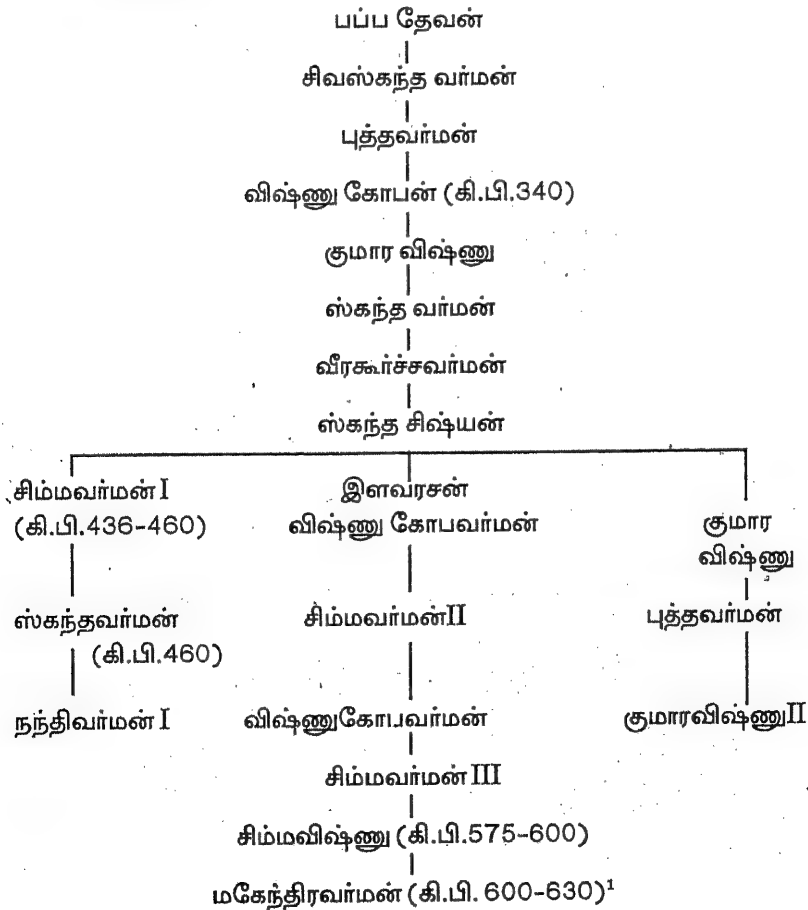 பப்ப தேவன்
சிவஸ்கந்த வர்மன்
புத்தவர்மன்
விஷ்ணு கோபன் (கி.பி.340)
குமார விஷ்ணு
ஸ்கந்த வர்மன்
வீரகூர்ச்சவர்மன்
ஸ்கந்த சிஷ்யன்
சிம்மவர்மன் I
(கி.பி.436-460)
இளவரசன்
விஷ்ணு கோபவர்மன்
குமார
விஷ்ணு
ஸ்கந்தவர்மன்
(கி.பி.460)
சிம்மவர்மன்II
புத்தவர்மன்
நந்திவர்மன் I
விஷ்ணுகோபவர்மன்
குமாரவிஷ்ணுII
சிம்மவர்மன் III
சிம்மவிஷ்ணு (கி.பி.575-600)
மகேந்திரவர்மன் (கி.பி. 600-630)¹